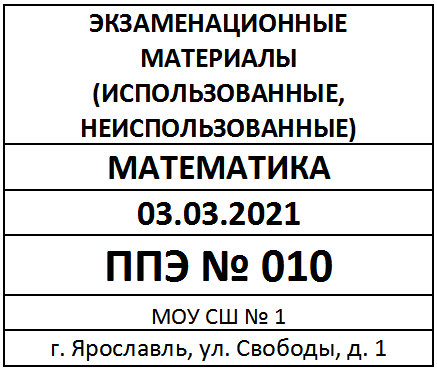 ЭКЗАМЕНАЦИОННЫЕ
МАТЕРИАЛЫ
(ИСПОЛЬЗОВАННЫЕ,
НЕИСПОЛЬЗОВАННЫЕ)
МАТЕМАТИКА
03.03.2021
ППЭ № 010
МОУ СШ № 1
г. Ярославль, ул. Свободы, д. 1